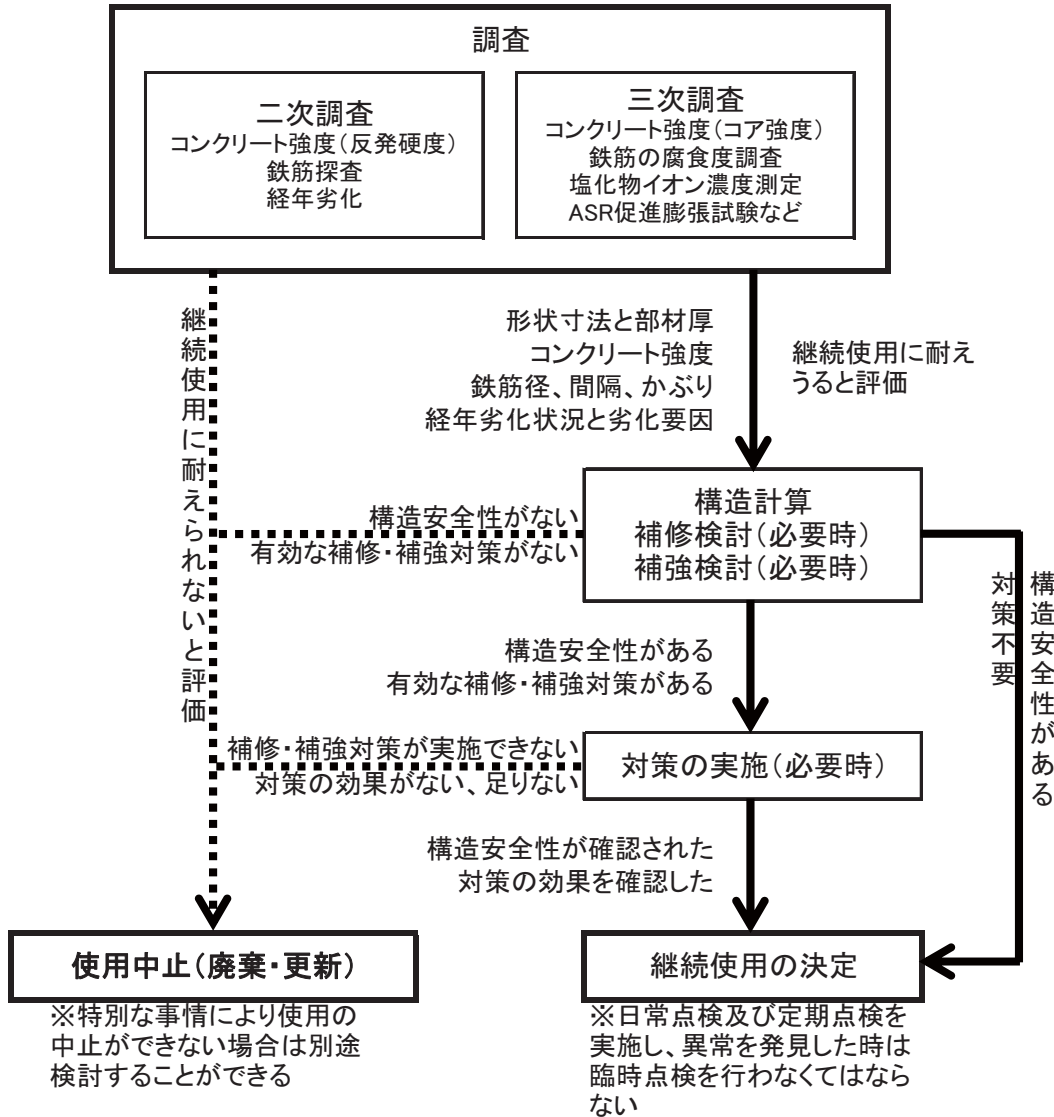 調査
二次調査
コンクリート強度(反発硬度)
鉄筋探査
経年劣化
三次調査
コンクリート強度(コア強度)
鉄筋の腐食度調査
塩化物イオン濃度測定
ASR促進膨張試験など
継続使用に耐えられないと評価
形状寸法と部材厚
コンクリート強度
鉄筋径、間隔、かぶり
経年劣化状況と劣化要因
継続使用に耐え
うると評価
構造計算
補修検討(必要時)
補強検討(必要時)
構造安全性がない
有効な補修・補強対策がない
構造安全性がある
対策不要
構造安全性がある
有効な補修・補強対策がある
対策の実施(必要時)
補修・補強対策が実施できない
対策の効果がない、足りない
構造安全性が確認された
対策の効果を確認した
使用中止(廃棄・更新)
※特別な事情により使用の
中止ができない場合は別途
検討することができる
継続使用の決定
※日常点検及び定期点検を
実施し、異常を発見した時は
臨時点検を行わなくてはなら
ない